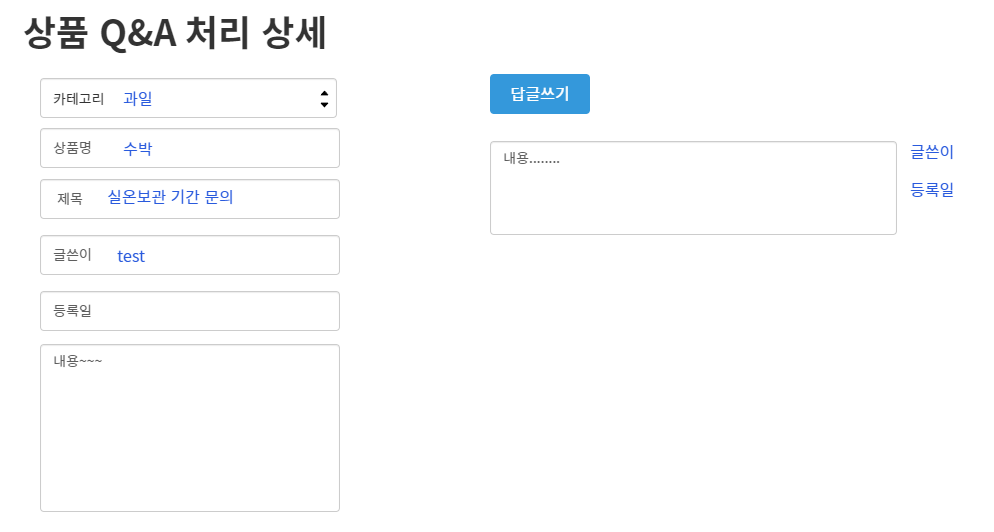 상품 Q&A 처리 상세
카테고리 과일
상품명 수박
제목 실온보관 기간 문의
글쓴이 test
등록일
내용~~~
답글쓰기
내용........
글쓴이
등록일